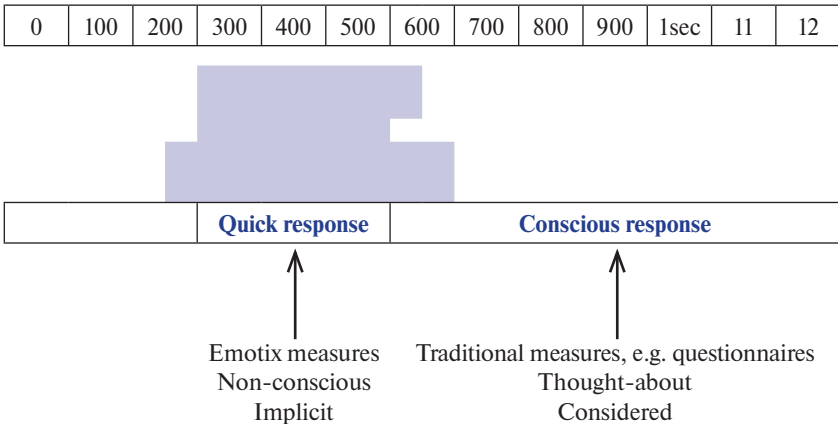 0 100 200 300 400 500 600 700 800 900 1sec 11 12
Quick response Conscious response
Emotix measures Traditional measures, e.g. questionnaires
Non-conscious Thought-about
Implicit Considered